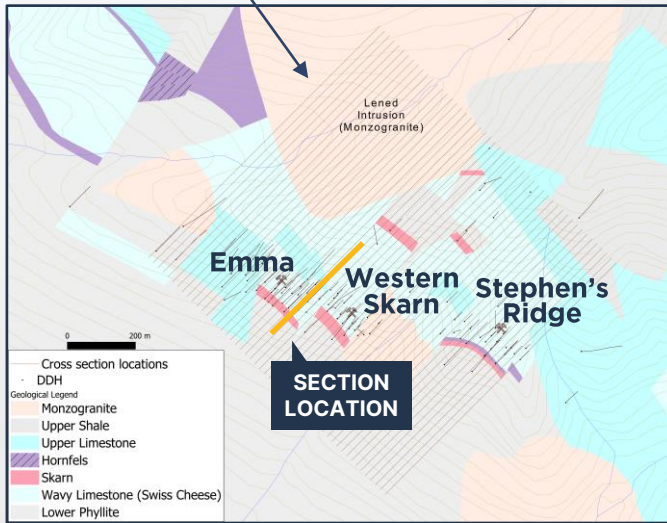 Lened
Intrusion
(Monzogranite)
Emma
Western
Skarn
Stephen's
Ridge
SECTION
LOCATION
0 200 m
Cross section locations
DDH
Geological Legend
Monzogranite
Upper Shale
Upper Limestone
Hornfels
Skarn
Wavy Limestone (Swiss Cheese)
Lower Phyllite